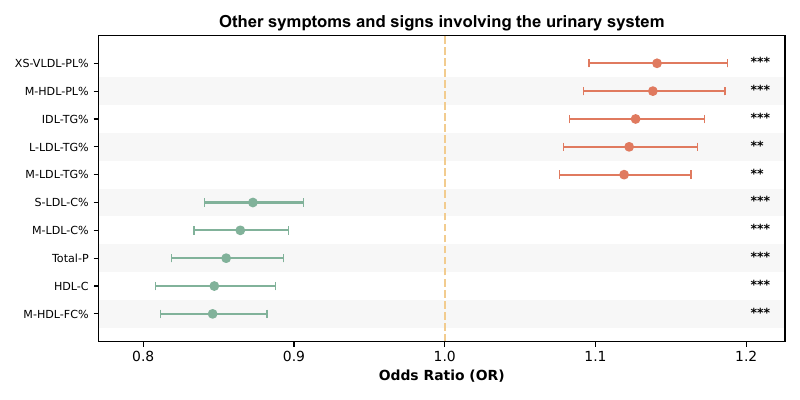 Other symptoms and signs involving the urinary system
XS-VLDL-PL% ***
M-HDL-PL% ***
IDL-TG% ***
L-LDL-TG% **
M-LDL-TG% **
S-LDL-C% ***
M-LDL-C% ***
Total-P ***
HDL-C ***
M-HDL-FC% ***
0.8 0.9 1.0 1.1 1.2
Odds Ratio (OR)